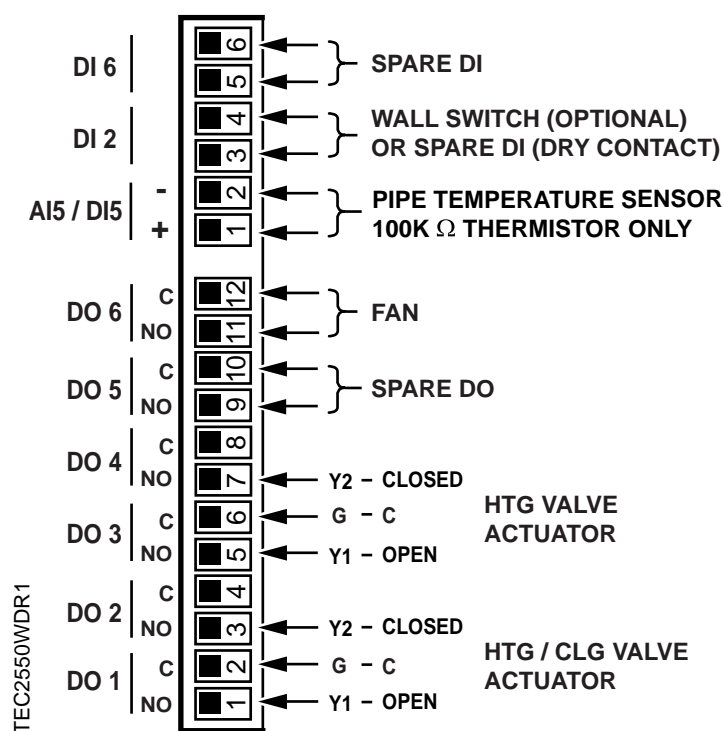 DI 6
6
5
SPARE DI
DI 2
4
3
WALL SWITCH (OPTIONAL)
OR SPARE DI (DRY CONTACT)
AI5 / DI5
-
+
2
1
PIPE TEMPERATURE SENSOR
100K Ω THERMISTOR ONLY
DO 6
C
NO
12
11
FAN
DO 5
C
NO
10
9
SPARE DO
DO 4
C
NO
8
7
Y2 – CLOSED
DO 3
C
NO
6
5
G – C
Y1 – OPEN
HTG VALVE
ACTUATOR
DO 2
C
NO
4
3
Y2 – CLOSED
DO 1
C
NO
2
1
G – C
Y1 – OPEN
HTG / CLG VALVE
ACTUATOR
TEC2550WDR1